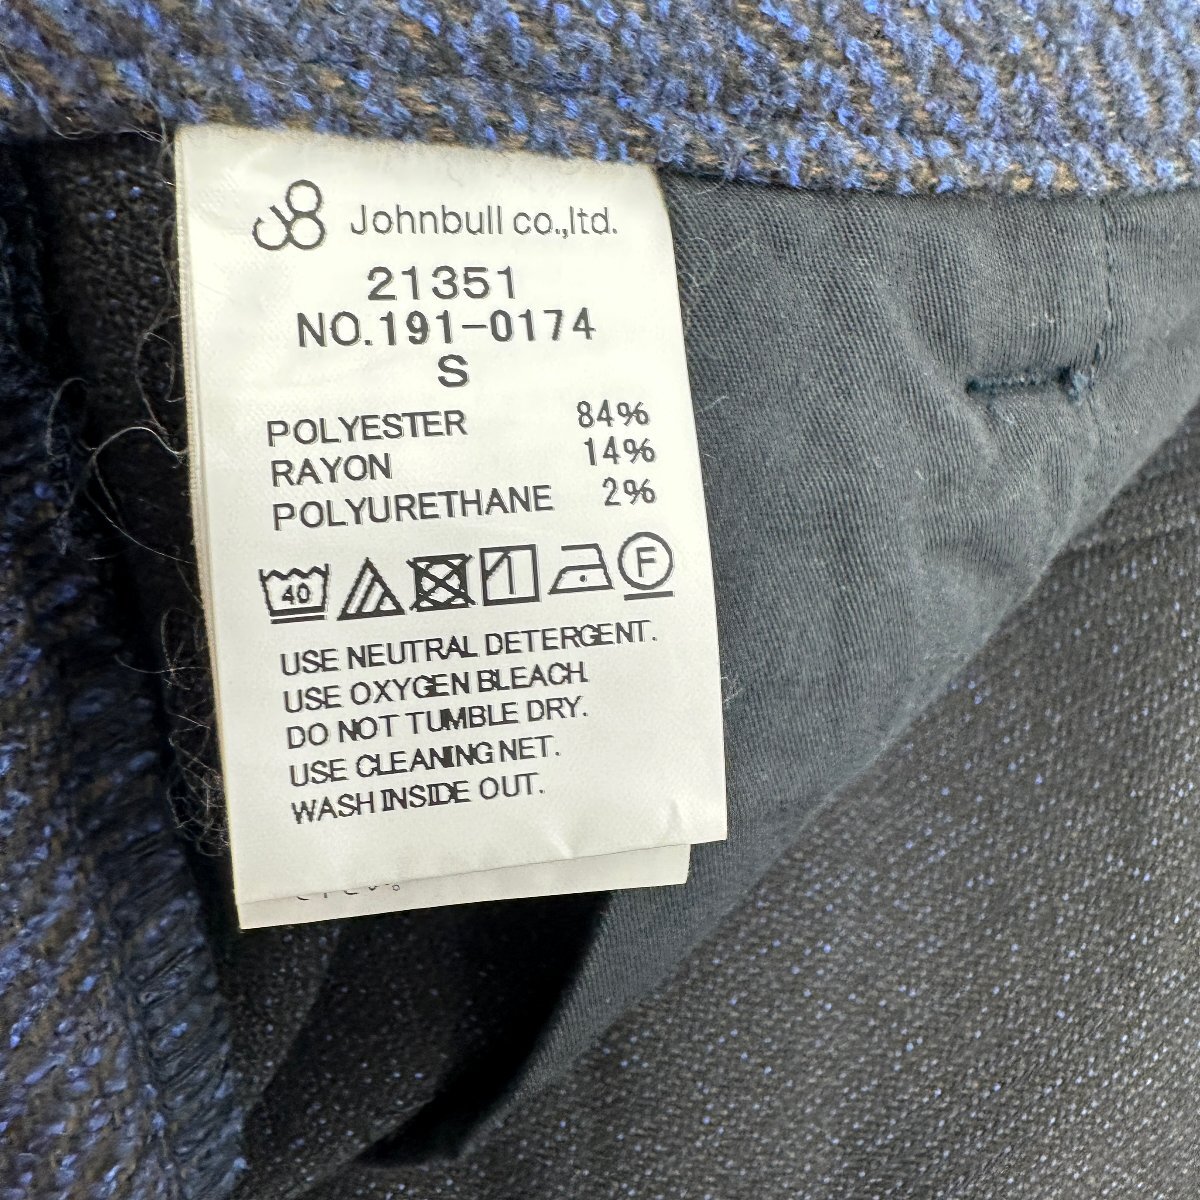 Johnbull co.,ltd.
21351
NO.191-0174
S
POLYESTER 84%
RAYON 14%
POLYURETHANE 2%
40 F
USE NEUTRAL DETERGENT.
USE OXYGEN BLEACH.
DO NOT TUMBLE DRY.
USE CLEANING NET.
WASH INSIDE OUT.